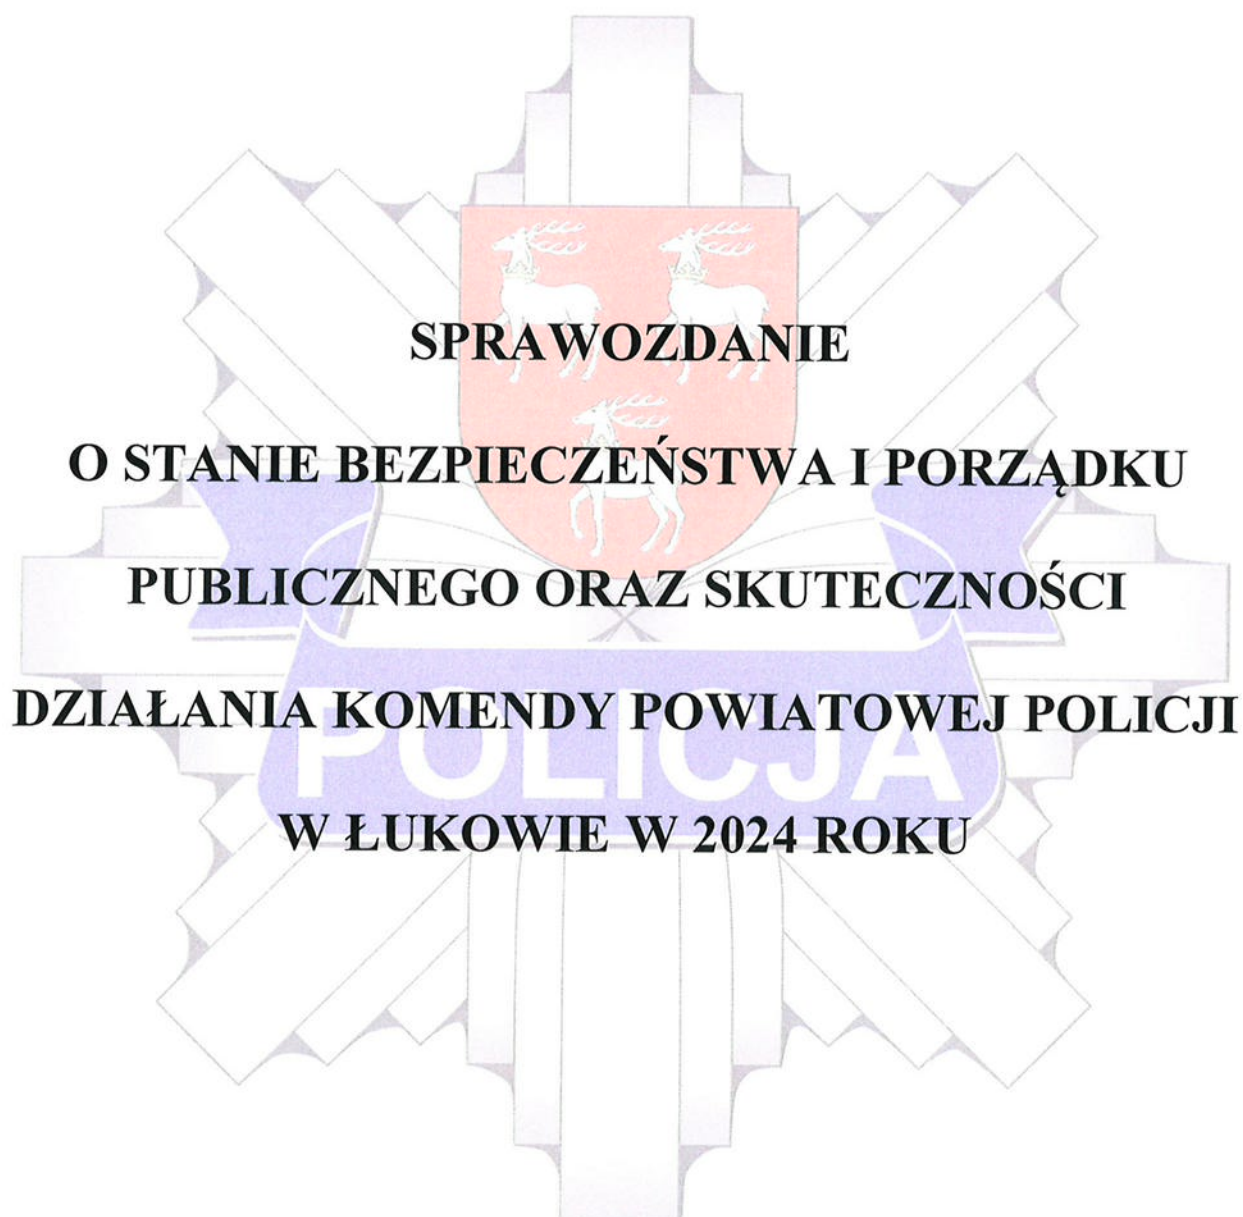 SPRAWOZDANIE
O STANIE BEZPIECZEŃSTWA I PORZĄDKU
PUBLICZNEGO ORAZ SKUTECZNOŚCI
DZIAŁANIA KOMENDY POWIATOWEJ POLICJI
POLICJA
W ŁUKOWIE W 2024 ROKU